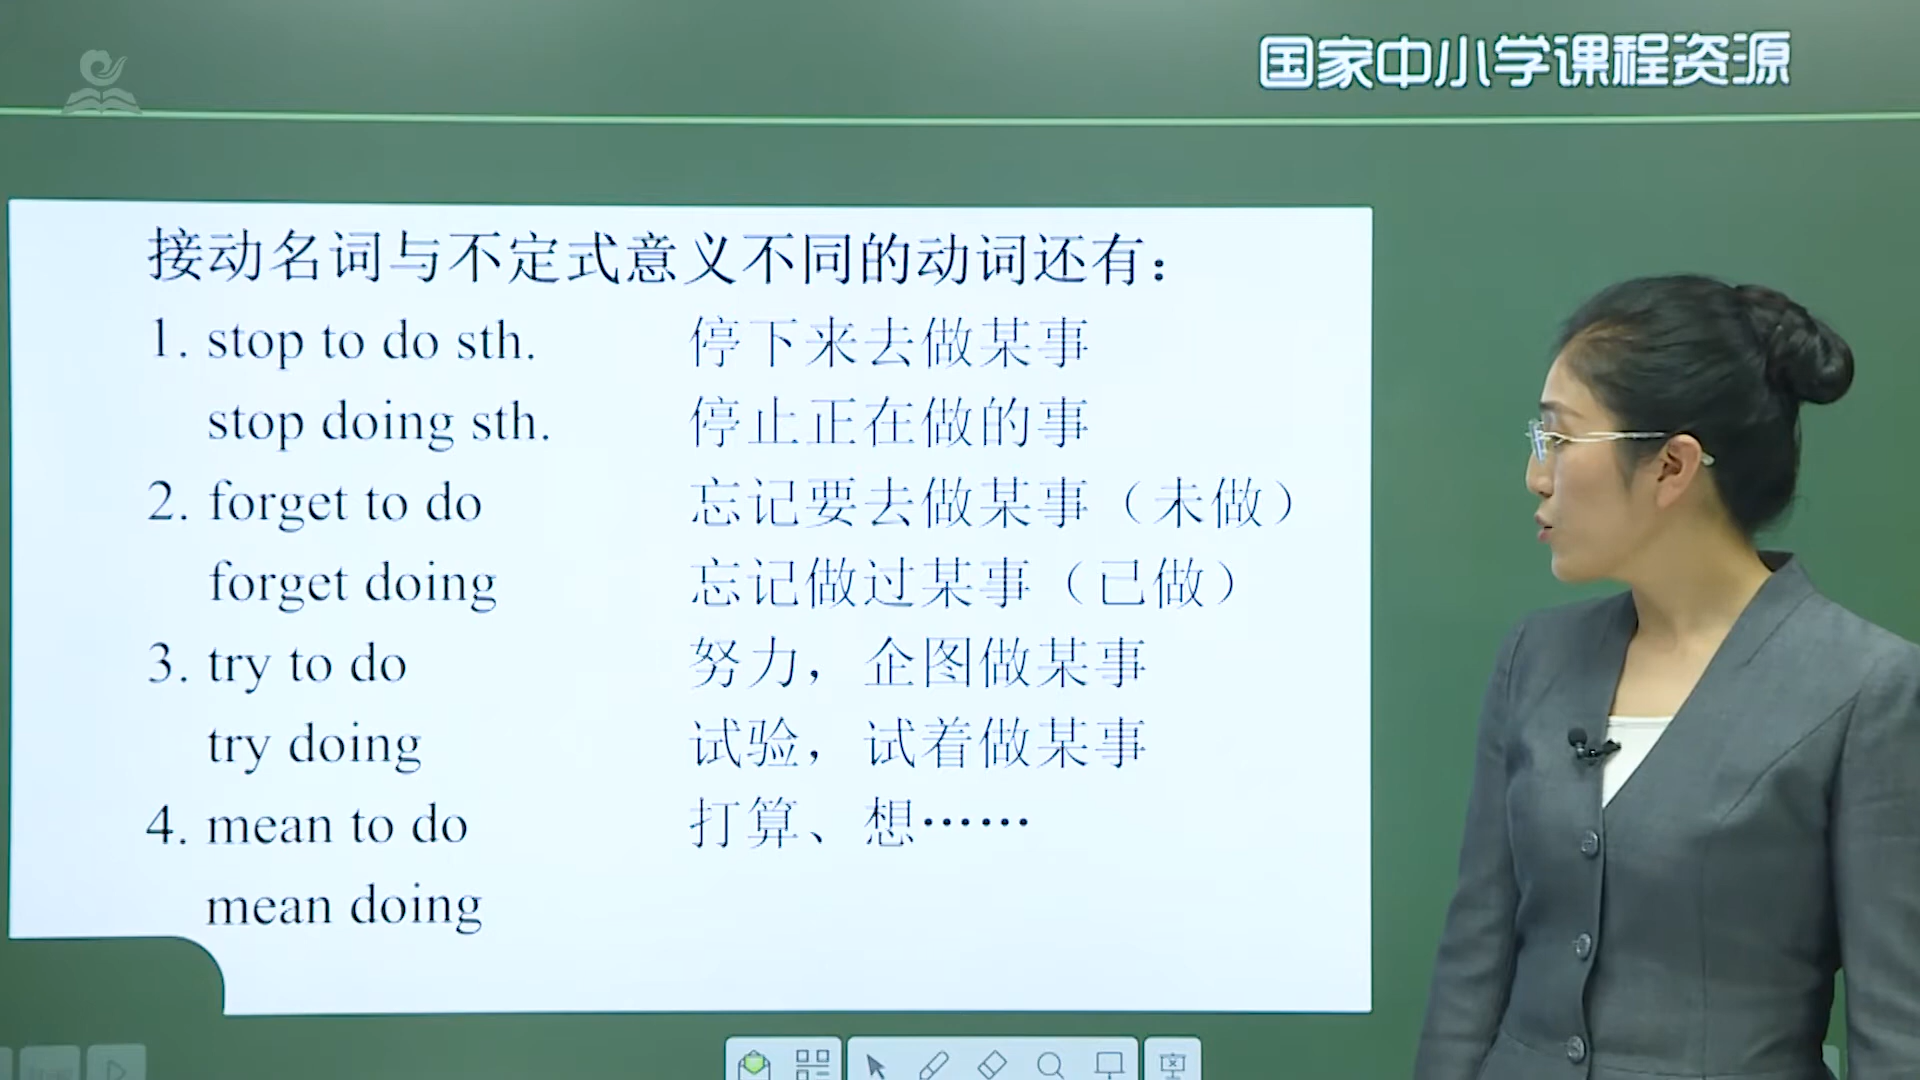 国家中小学课程资源
接动名词与不定式意义不同的动词还有：
1. stop to do sth. 停下来去做某事
stop doing sth. 停止正在做的事
2. forget to do 忘记要去做某事（未做）
forget doing 忘记做过某事（已做）
3. try to do 努力，企图做某事
try doing 试验，试着做某事
4. mean to do 打算、想……
mean doing